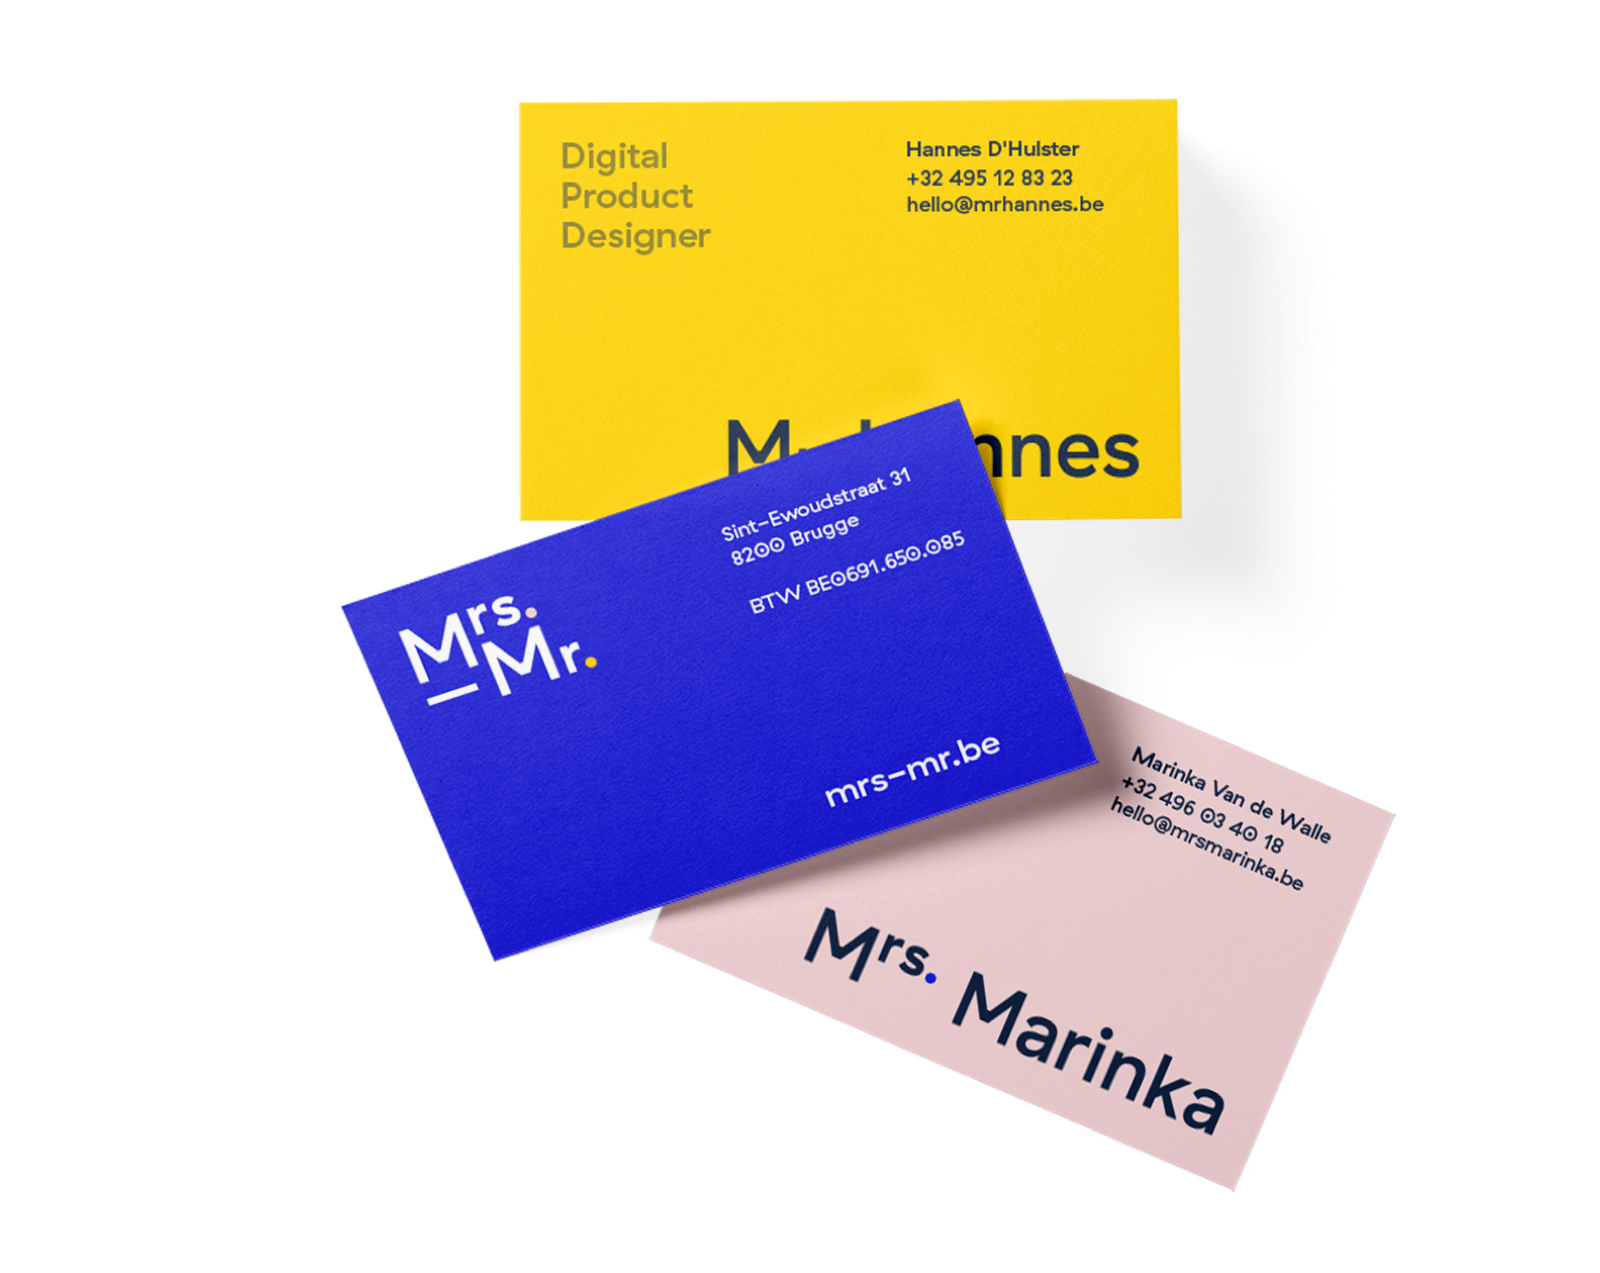 Digital
Product
Designer
Hannes D'Hulster
+32 495 12 83 23
hello@mrhannes.be
Sint-Ewoudstraat 31
8200 Brugge
BTW BE0691.650.085
Mrs.
Mr.
mrs-mr.be
Marinka Van de Walle
+32 496 03 40 18
hello@mrsmarinka.be
Mrs. Marinka